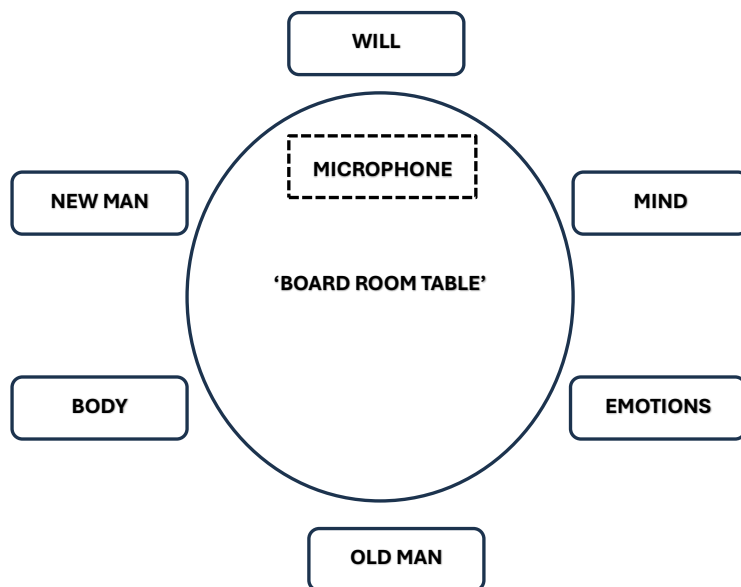 WILL
MICROPHONE
NEW MAN
MIND
‘BOARD ROOM TABLE’
BODY
EMOTIONS
OLD MAN